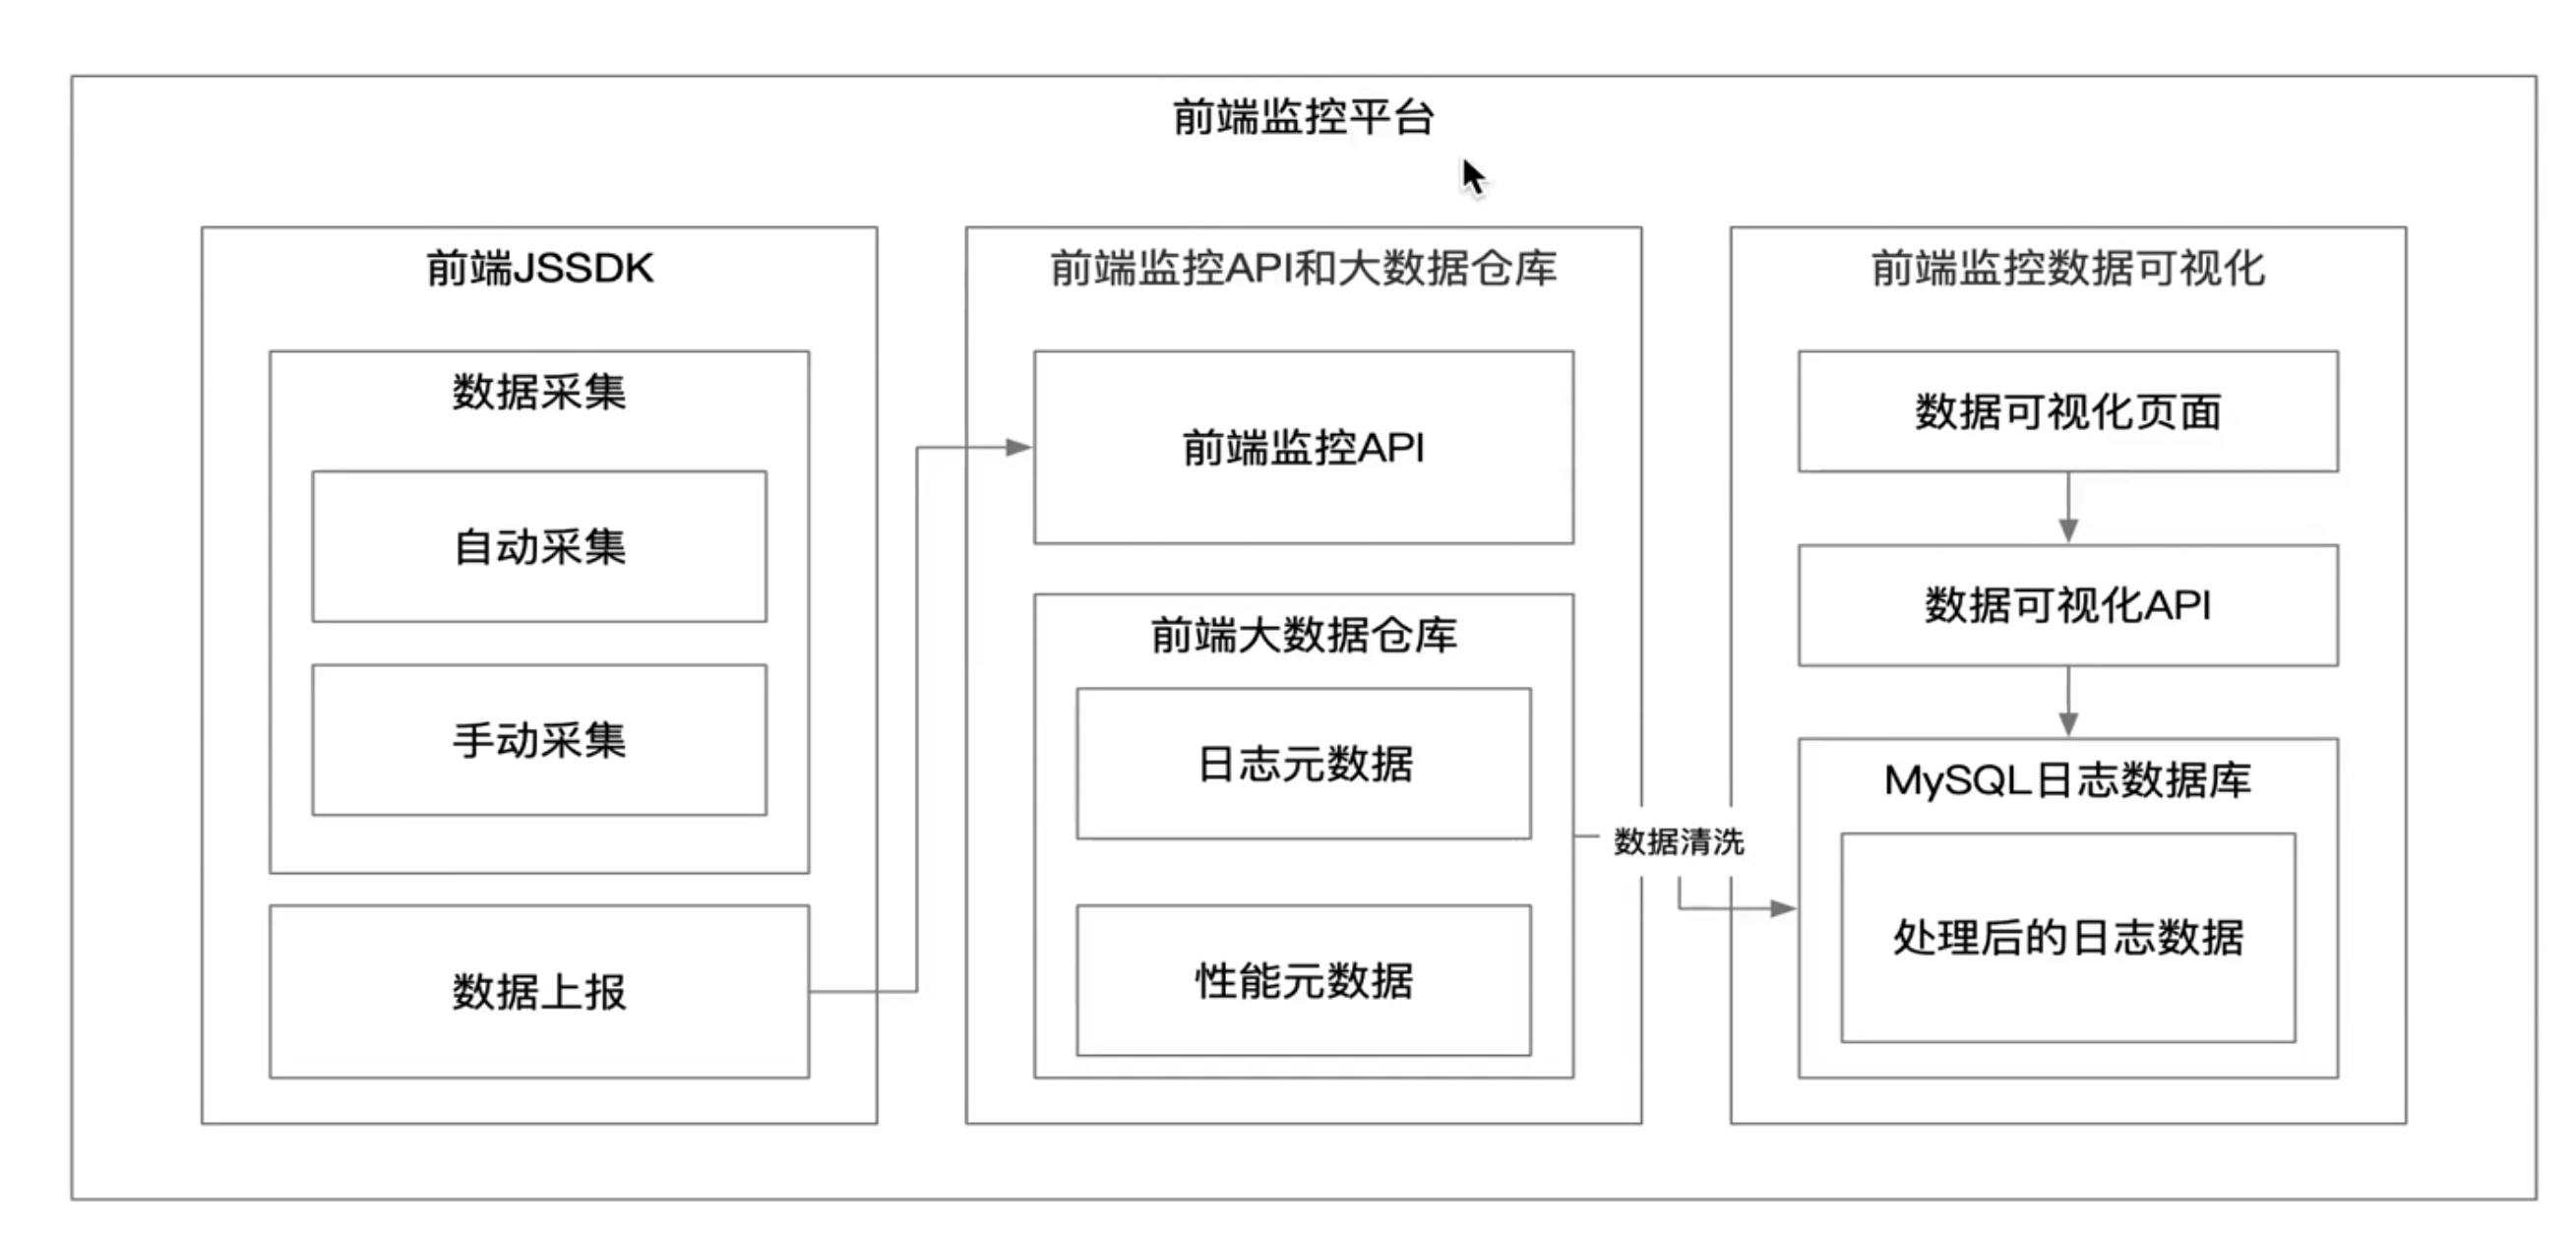 前端监控平台
前端JSSDK
数据采集
自动采集
手动采集
数据上报
前端监控API和大数据仓库
前端监控API
前端大数据仓库
日志元数据
性能元数据
数据清洗
前端监控数据可视化
数据可视化页面
数据可视化API
MySQL日志数据库
处理后的日志数据